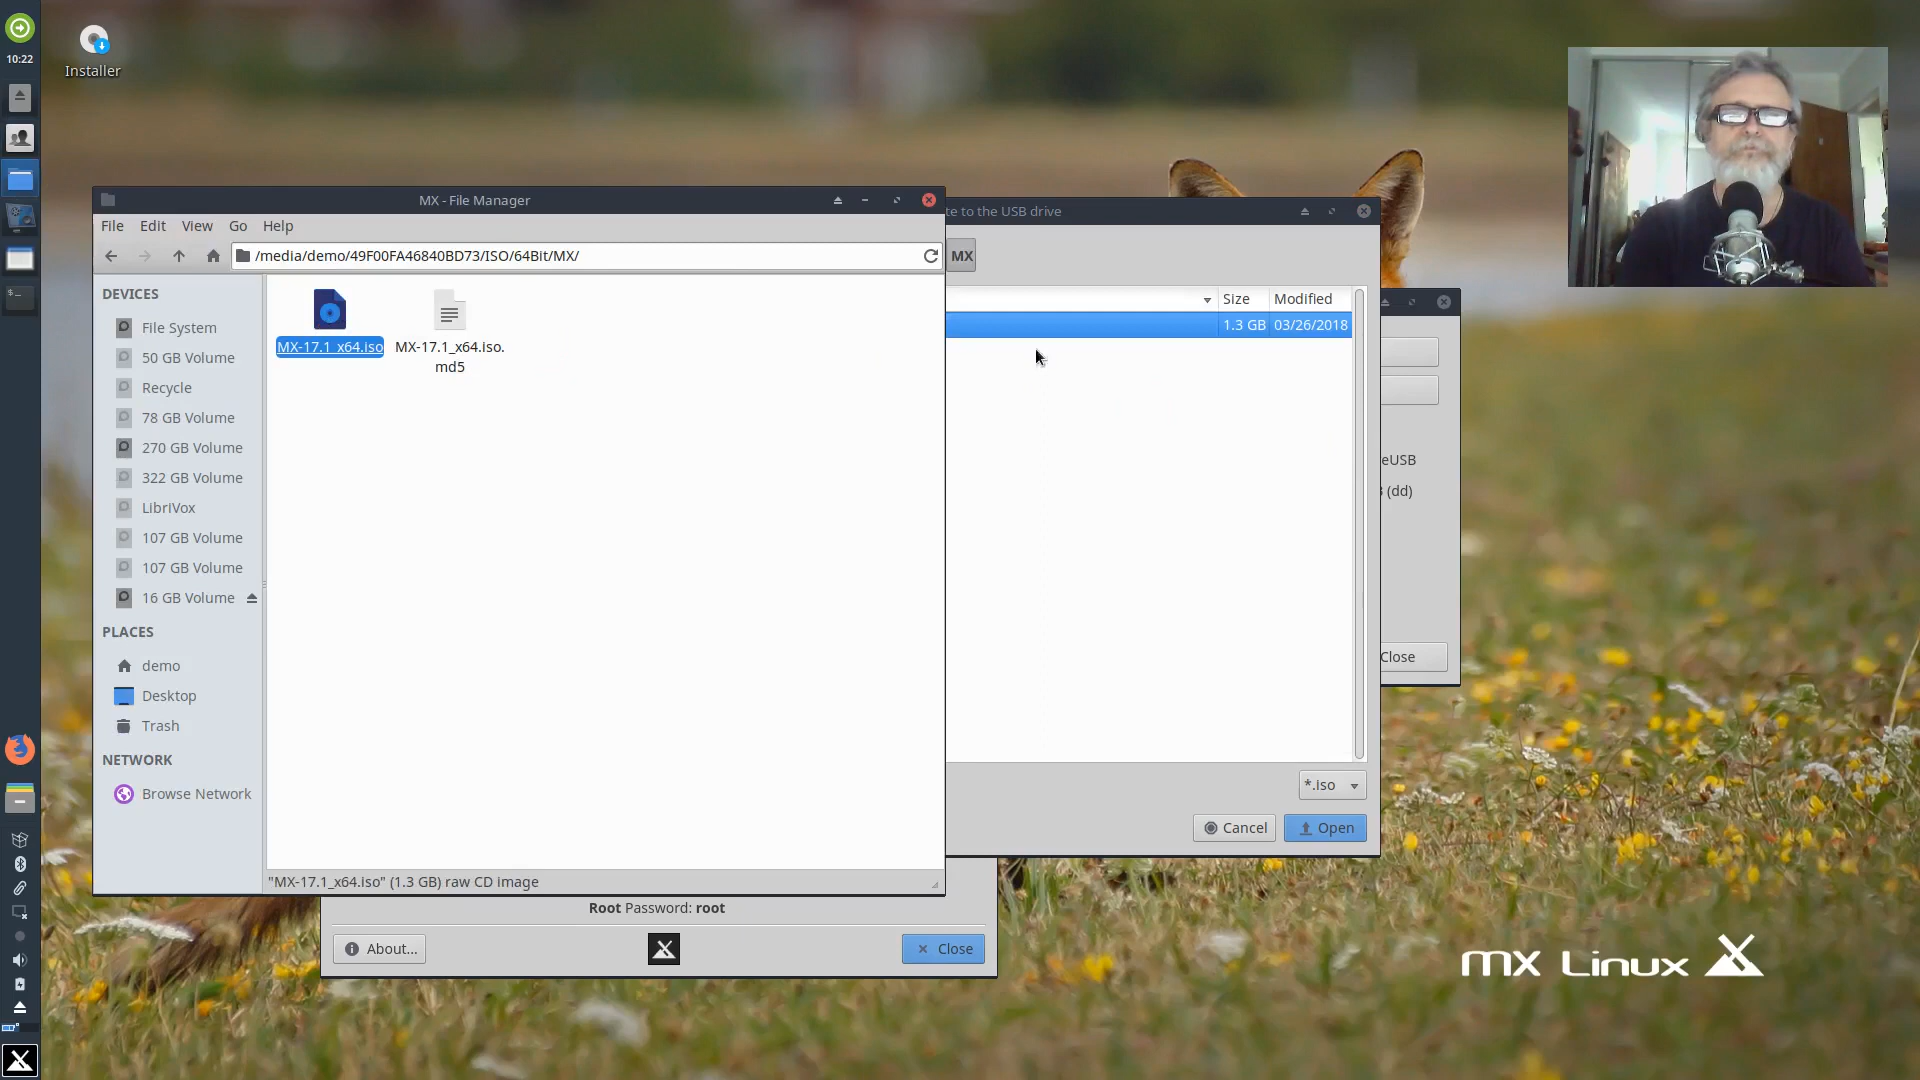 10:22
Installer
MX - File Manager
File Edit View Go Help
/media/demo/49F00FA46840BD73/ISO/64Bit/MX/
DEVICES
File System
50 GB Volume
Recycle
78 GB Volume
270 GB Volume
322 GB Volume
LibriVox
107 GB Volume
107 GB Volume
16 GB Volume
PLACES
demo
Desktop
Trash
NETWORK
Browse Network
MX-17.1_x64.iso
MX-17.1_x64.iso.
md5
"MX-17.1_x64.iso" (1.3 GB) raw CD image
te to the USB drive
MX
Size Modified
1.3 GB 03/26/2018
*.iso
Cancel Open
eUSB
(dd)
Close
Root Password: root
About...
Close
mx Linux